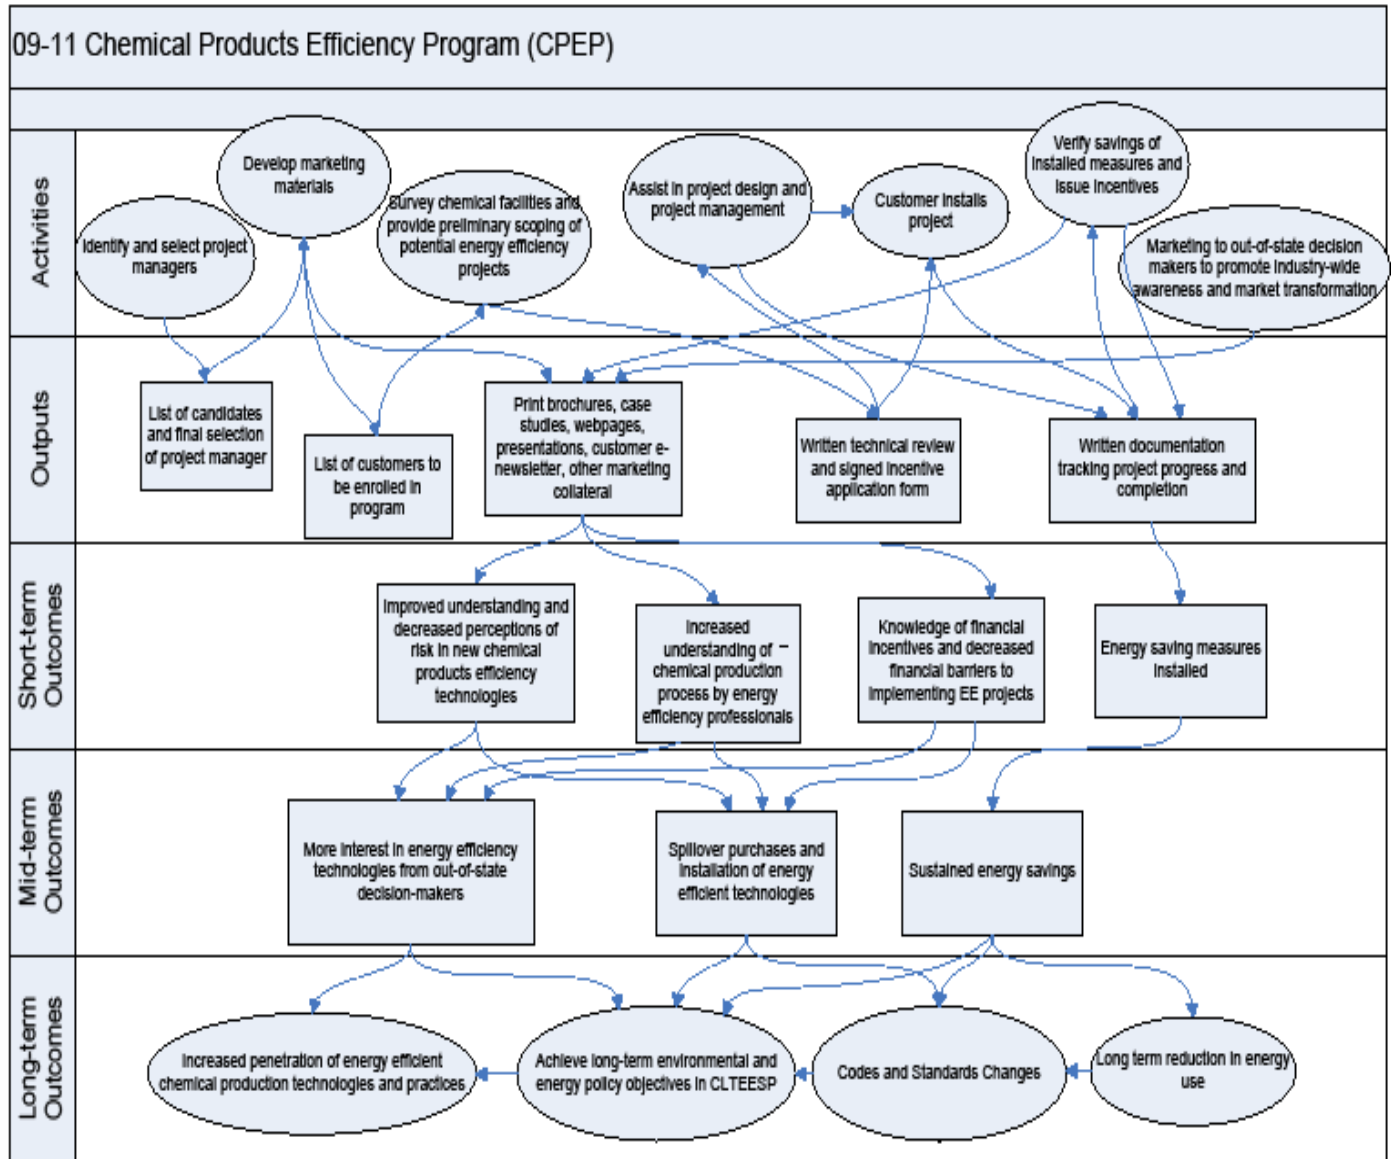 09-11 Chemical Products Efficiency Program (CPEP)
Activities
Identify and select project
managers
Develop marketing
materials
Survey chemical facilities and
provide preliminary scoping of
potential energy efficiency
projects
Assist in project design and
project management
Customer installs
project
Verify savings of
installed measures and
issue incentives
Marketing to out-of-state decision
makers to promote industry-wide
awareness and market transformation
Outputs
List of candidates
and final selection
of project manager
List of customers to
be enrolled in
program
Print brochures, case
studies, webpages,
presentations, customer e-
newsletter, other marketing
collateral
Written technical review
and signed incentive
application form
Written documentation
tracking project progress and
completion
Short-term
Outcomes
Improved understanding and
decreased perceptions of
risk in new chemical
products efficiency
technologies
Increased
understanding of –
chemical production
process by energy
efficiency professionals
Knowledge of financial
incentives and decreased
financial barriers to
implementing EE projects
Energy saving measures
installed
Mid-term
Outcomes
More interest in energy efficiency
technologies from out-of-state
decision-makers
Spillover purchases and
installation of energy
efficient technologies
Sustained energy savings
Long-term
Outcomes
Increased penetration of energy efficient
chemical production technologies and practices
Achieve long-term environmental and
energy policy objectives in CLTEESP
Codes and Standards Changes
Long term reduction in energy
use